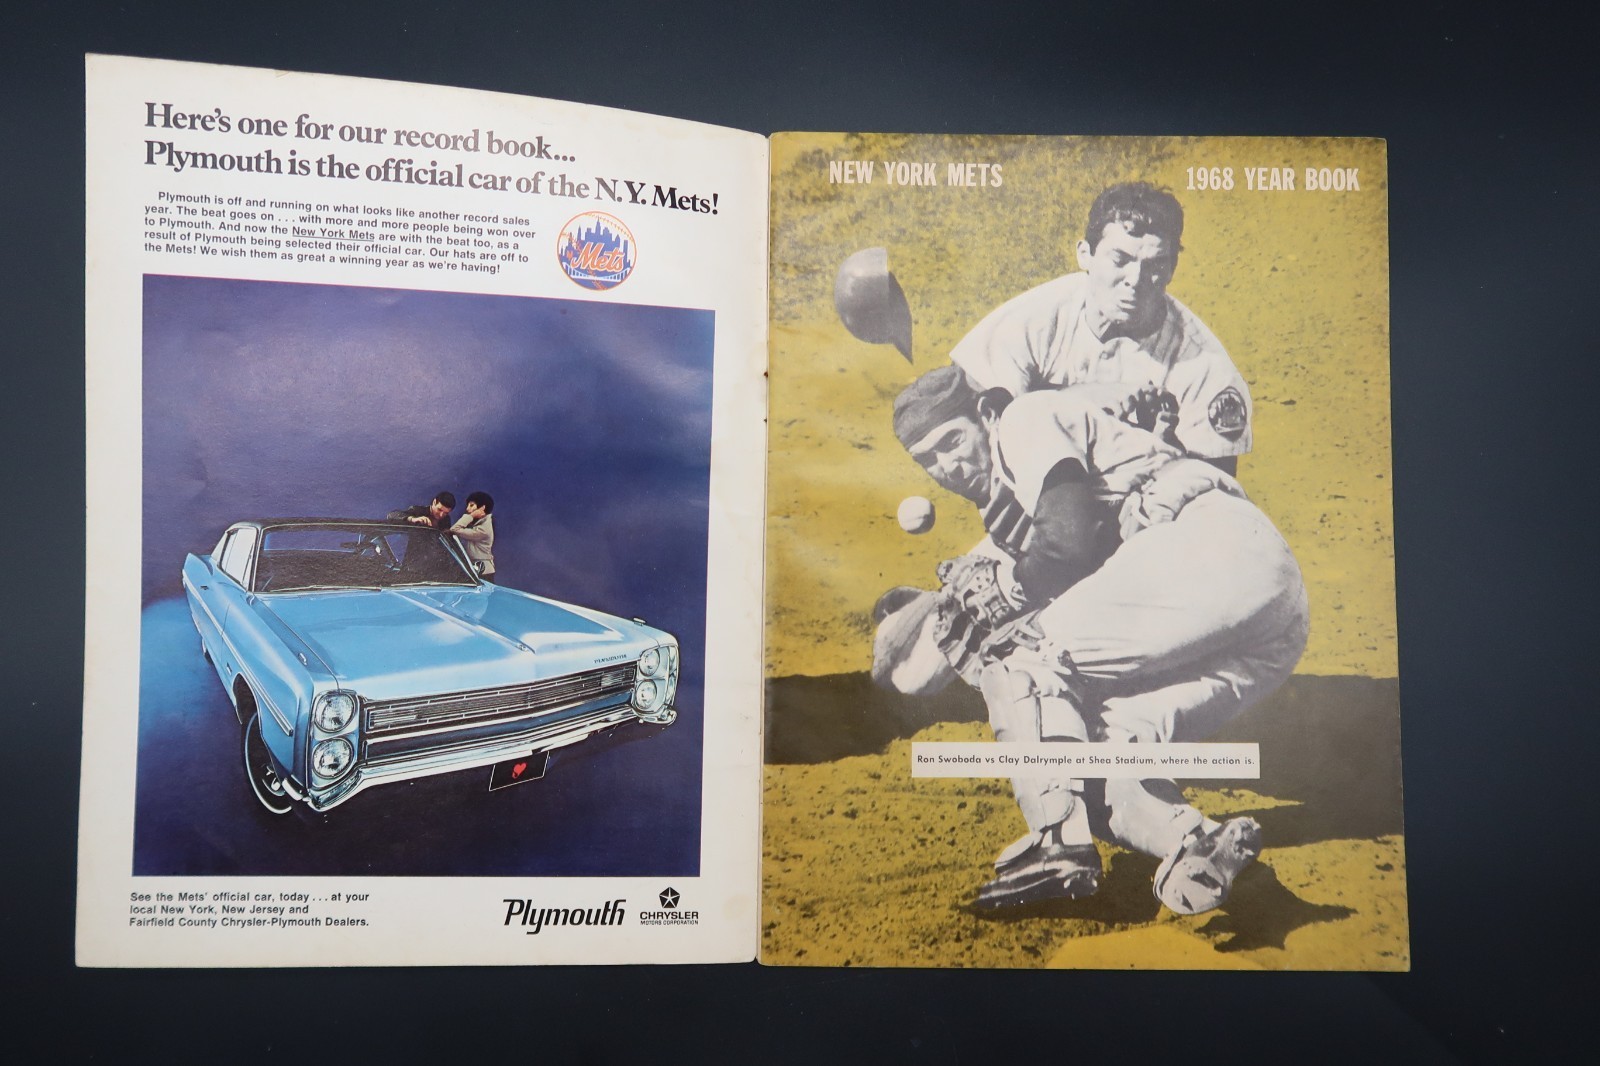 Here's one for our record book...
Plymouth is the official car of the N.Y. Mets!
Plymouth is off and running on what looks like another record sales
year. The beat goes on . . . with more and more people being won over
to Plymouth. And now the New York Mets are with the beat too, as a
result of Plymouth being selected their official car. Our hats are off to
the Mets! We wish them as great a winning year as we're having!
Mets
PLYMOUTH
See the Mets' official car, today . . . at your
local New York, New Jersey and
Fairfield County Chrysler-Plymouth Dealers.
Plymouth
CHRYSLER
MOTORS CORPORATION
NEW YORK METS
1968 YEAR BOOK
Ron Swoboda vs Clay Dalrymple at Shea Stadium, where the action is.